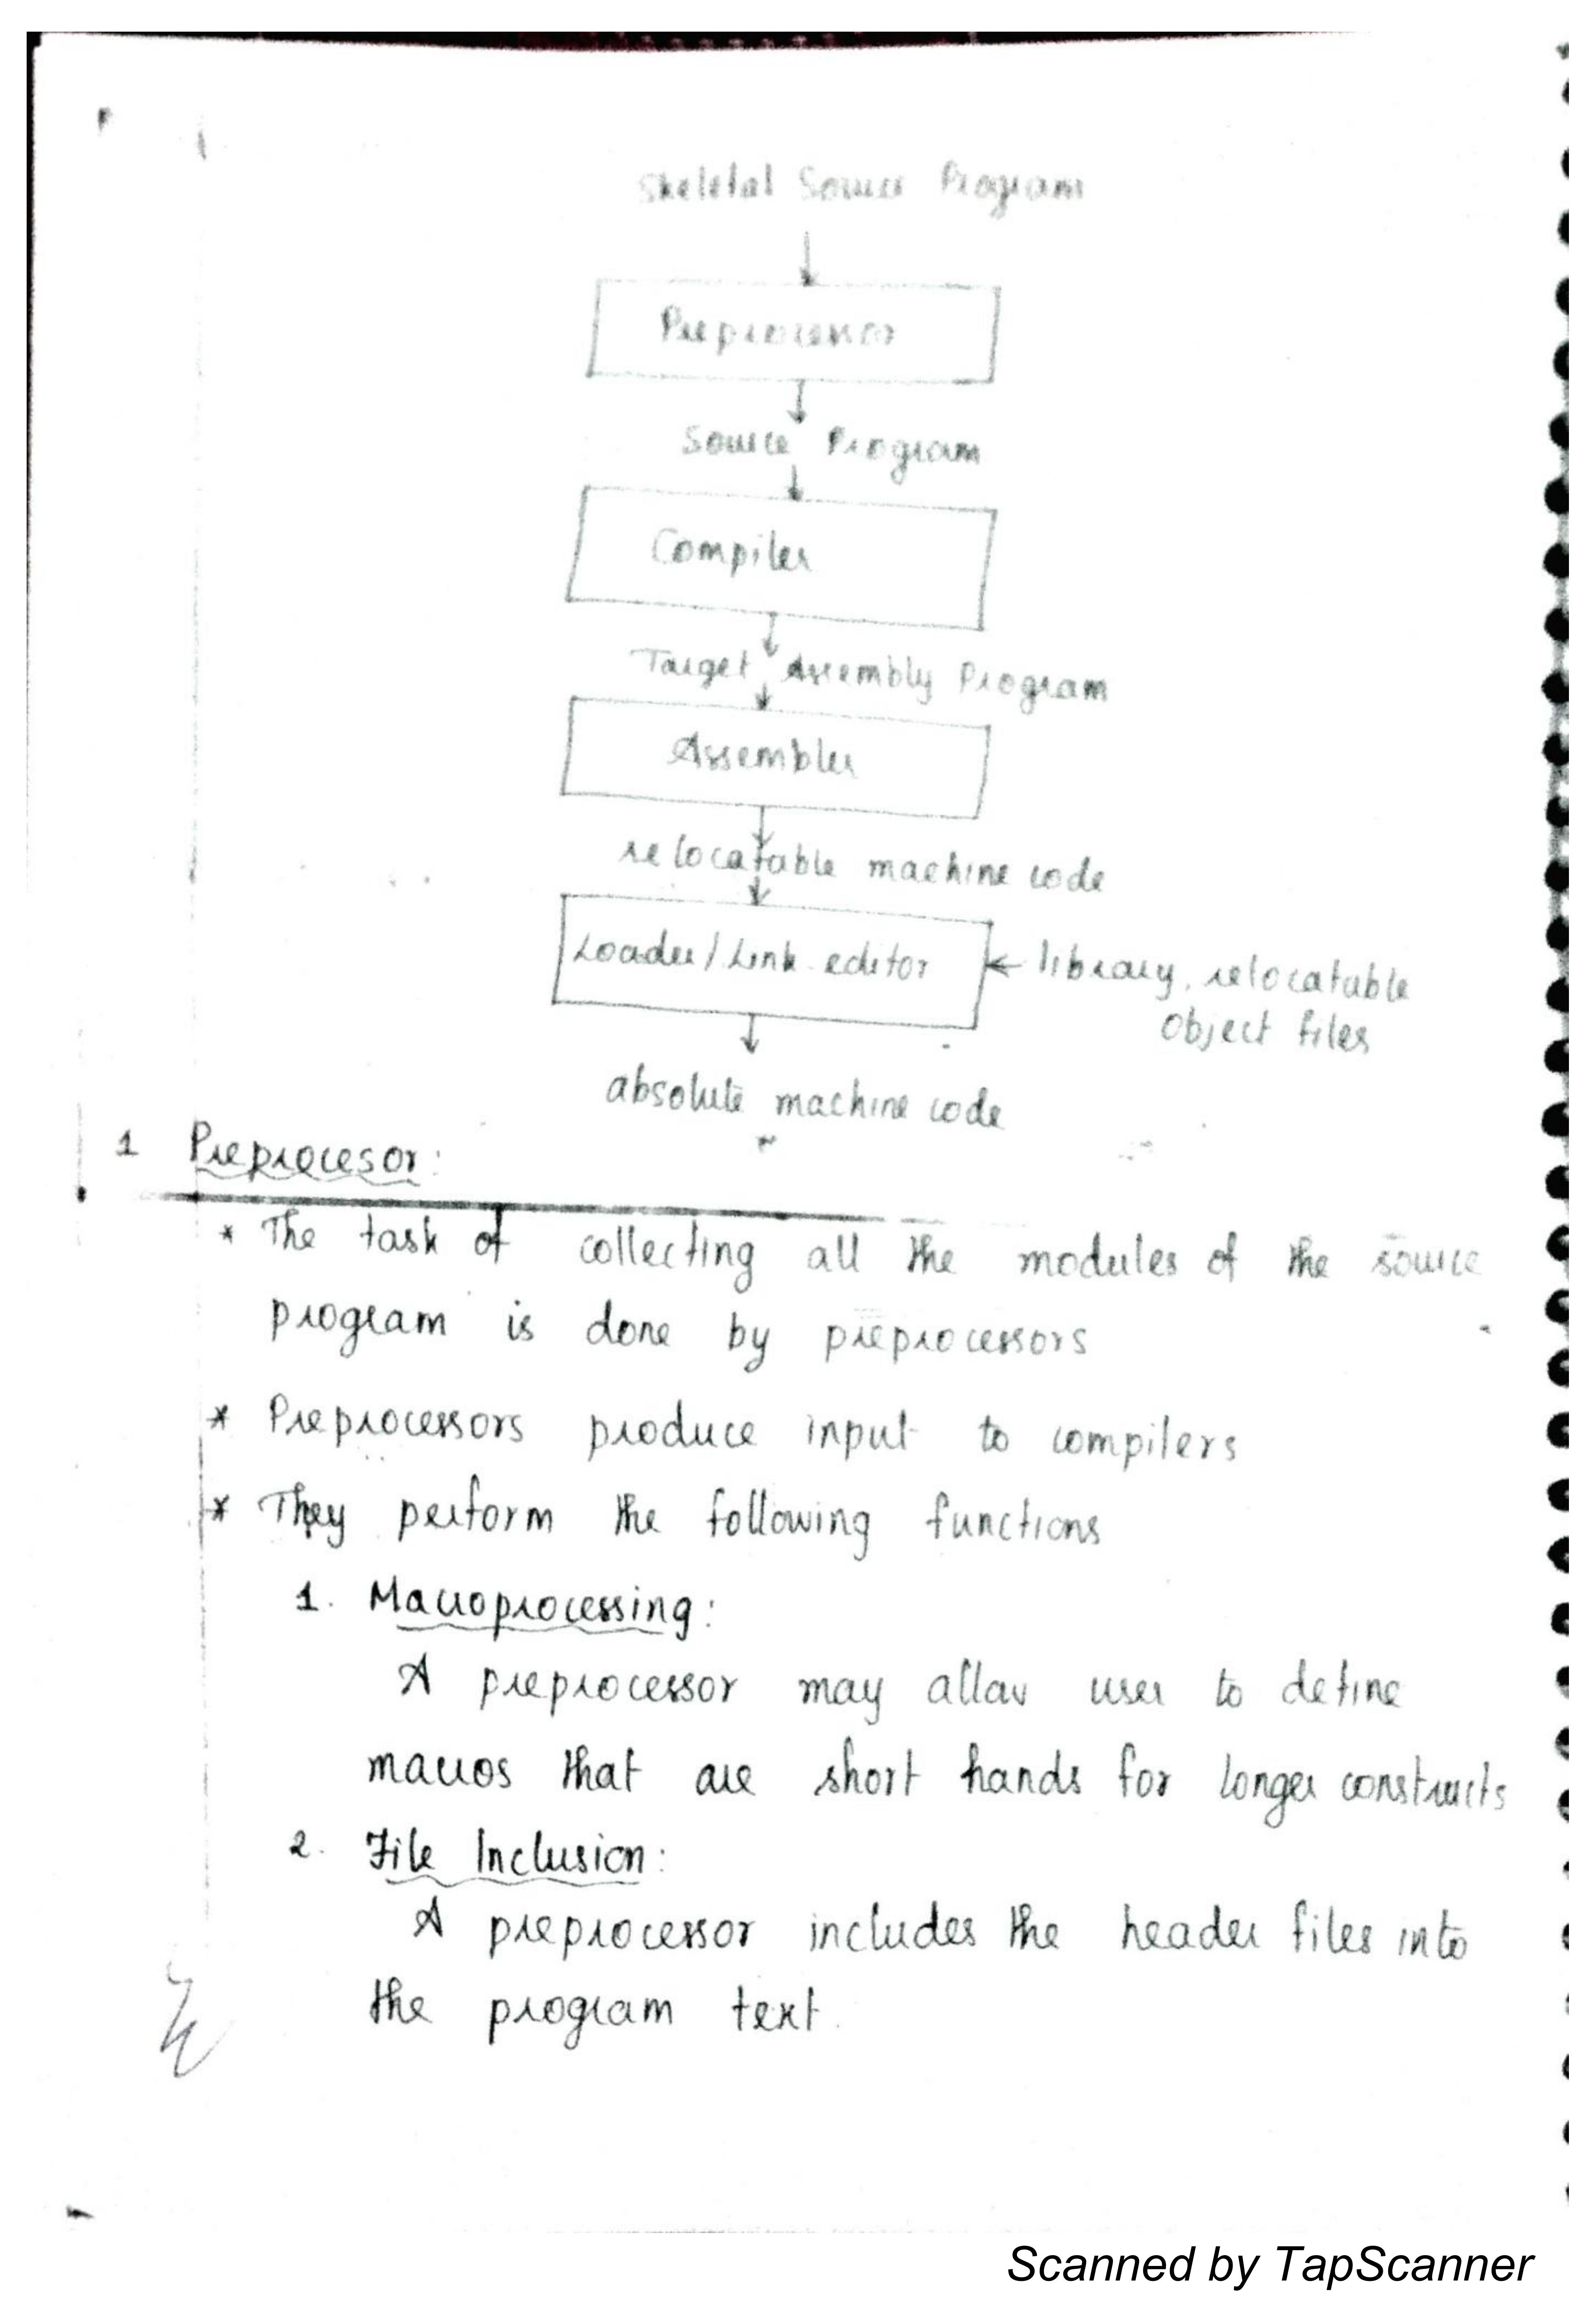 Skeletal Source Program
Preprocessor
Source Program
Compiler
Target Assembly Program
Assembler
relocatable machine code
Loader/Link editor ← library, relocatable
Object files
absolute machine code
1 Preprocesor:
* The task of collecting all the modules of the source
program is done by preprocessors
* Preprocessors produce input to compilers
* They perform the following functions
1. Macroprocessing:
A preprocessor may allow user to define
macros that are short hands for longer constructs
2. File Inclusion:
A preprocessor includes the header files into
the program text.
Scanned by TapScanner